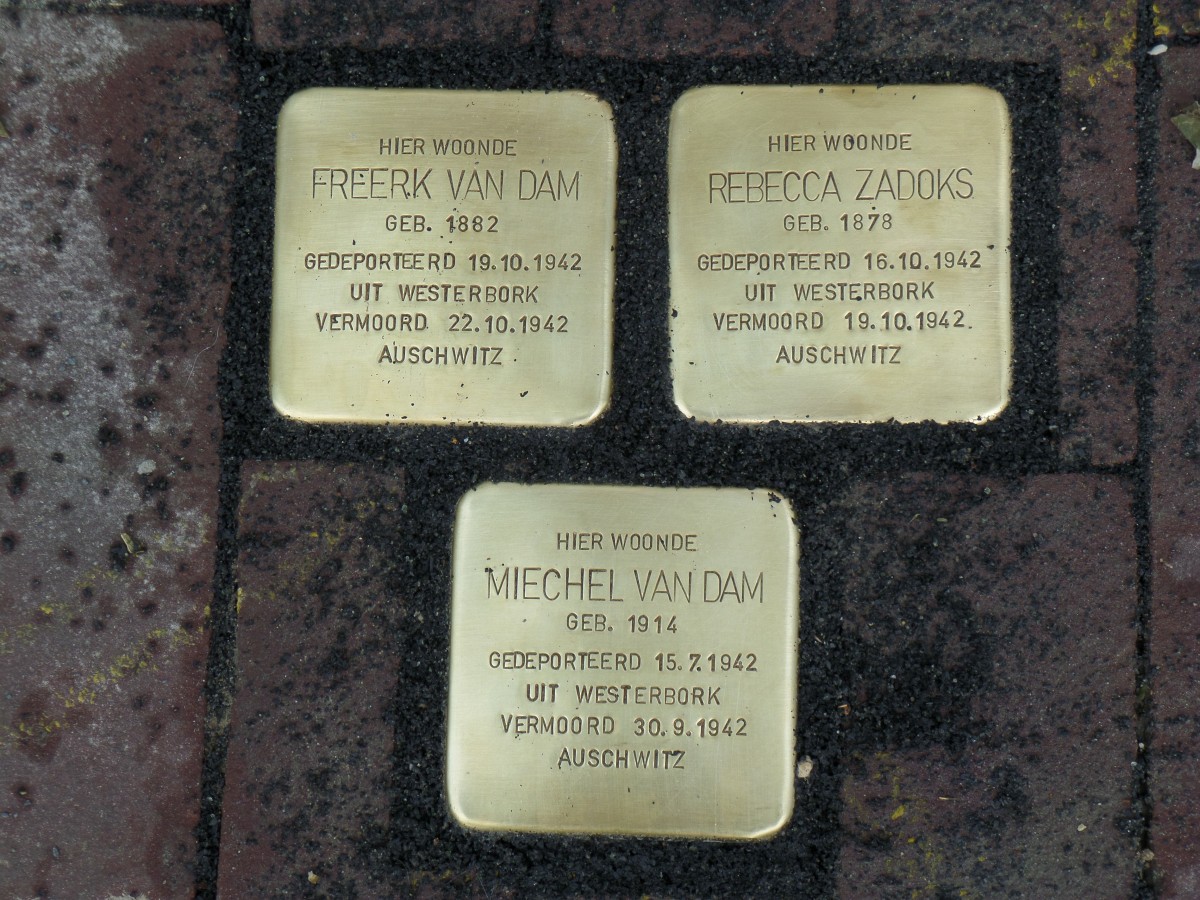 HIER WOONDE
FREERK VAN DAM
GEB. 1882
GEDEPORTEERD 19.10.1942
UIT WESTERBORK
VERMOORD 22.10.1942
AUSCHWITZ
HIER WOONDE
REBECCA ZADOKS
GEB. 1878
GEDEPORTEERD 16.10.1942
UIT WESTERBORK
VERMOORD 19.10.1942
AUSCHWITZ
HIER WOONDE
MIECHEL VAN DAM
GEB. 1914
GEDEPORTEERD 15.7.1942
UIT WESTERBORK
VERMOORD 30.9.1942
AUSCHWITZ